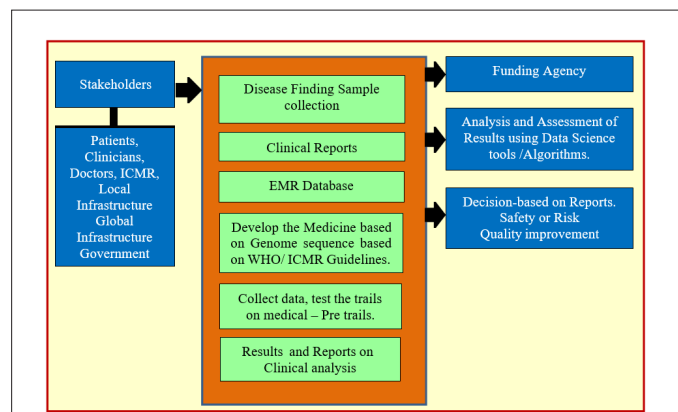 Stakeholders
Patients,
Clinicians,
Doctors, ICMR,
Local
Infrastructure
Global
Infrastructure
Government
Disease Finding Sample
collection
Clinical Reports
EMR Database
Develop the Medicine based
on Genome sequence based
on WHO/ ICMR Guidelines.
Collect data, test the trails
on medical – Pre trails.
Results and Reports on
Clinical analysis
Funding Agency
Analysis and Assessment of
Results using Data Science
tools /Algorithms.
Decision-based on Reports.
Safety or Risk
Quality improvement